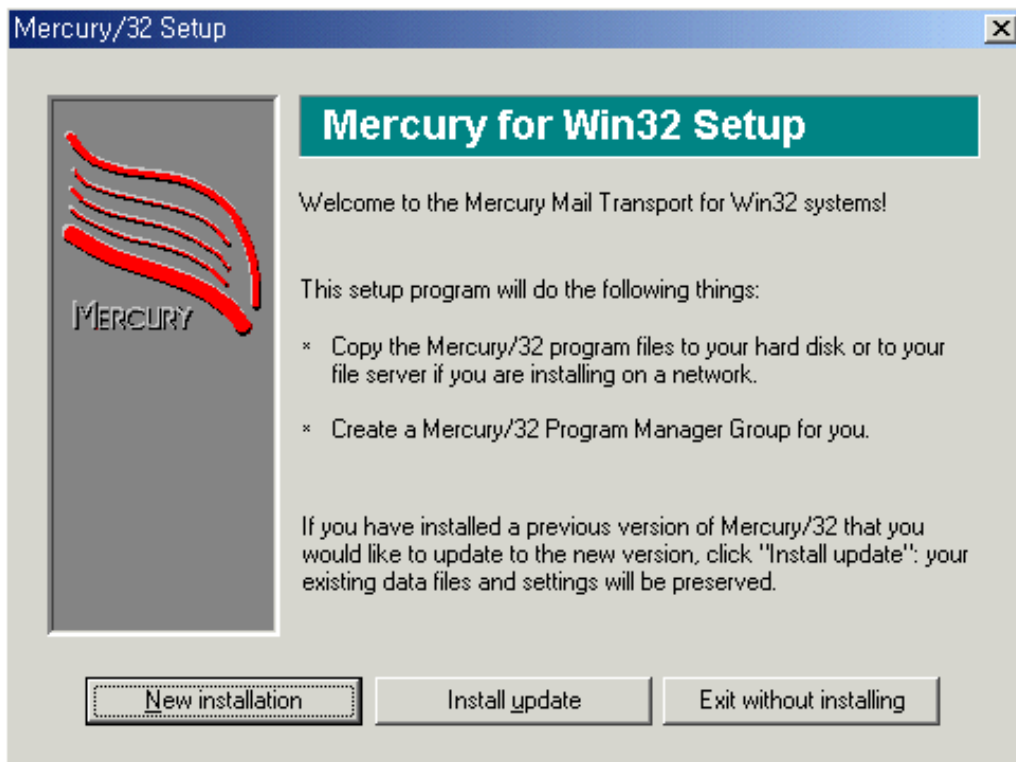 Mercury/32 Setup
Mercury for Win32 Setup
Welcome to the Mercury Mail Transport for Win32 systems!
MERCURY
This setup program will do the following things:
* Copy the Mercury/32 program files to your hard disk or to your
file server if you are installing on a network.
* Create a Mercury/32 Program Manager Group for you.
If you have installed a previous version of Mercury/32 that you
would like to update to the new version, click "Install update": your
existing data files and settings will be preserved.
New installation
Install update
Exit without installing